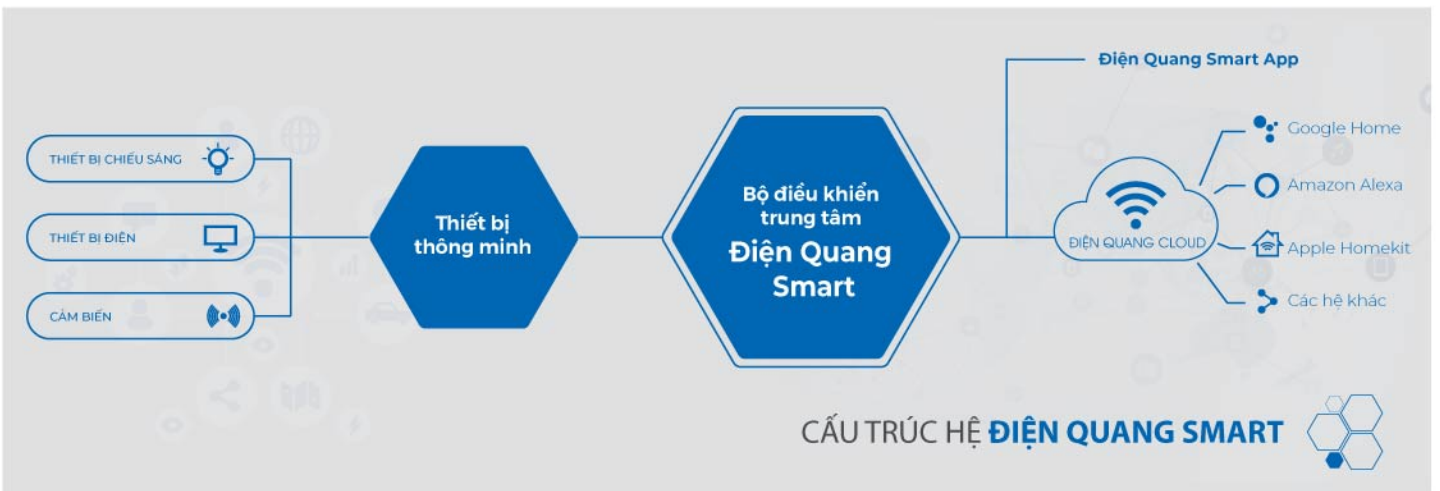 Điện Quang Smart App
THIẾT BỊ CHIẾU SÁNG
THIẾT BỊ ĐIỆN
CẢM BIẾN
Thiết bị
thông minh
Bộ điều khiển
trung tâm
Điện Quang
Smart
ĐIỆN QUANG CLOUD
Google Home
Amazon Alexa
Apple Homekit
Các hệ khác
CẤU TRÚC HỆ ĐIỆN QUANG SMART